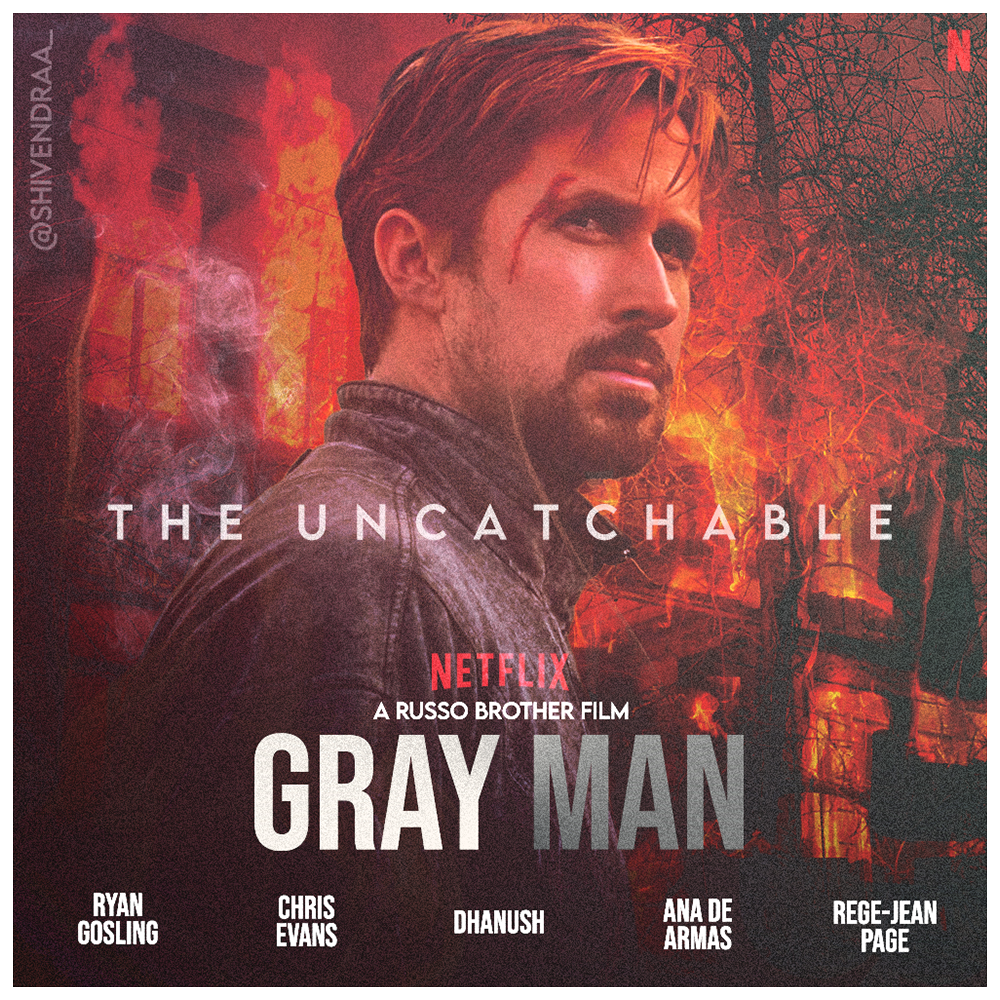 @SHIVENDRAA_
N
THE UNCATCHABLE
NETFLIX
A RUSSO BROTHER FILM
GRAY MAN
RYAN
GOSLING
CHRIS
EVANS
DHANUSH
ANA DE
ARMAS
REGE-JEAN
PAGE